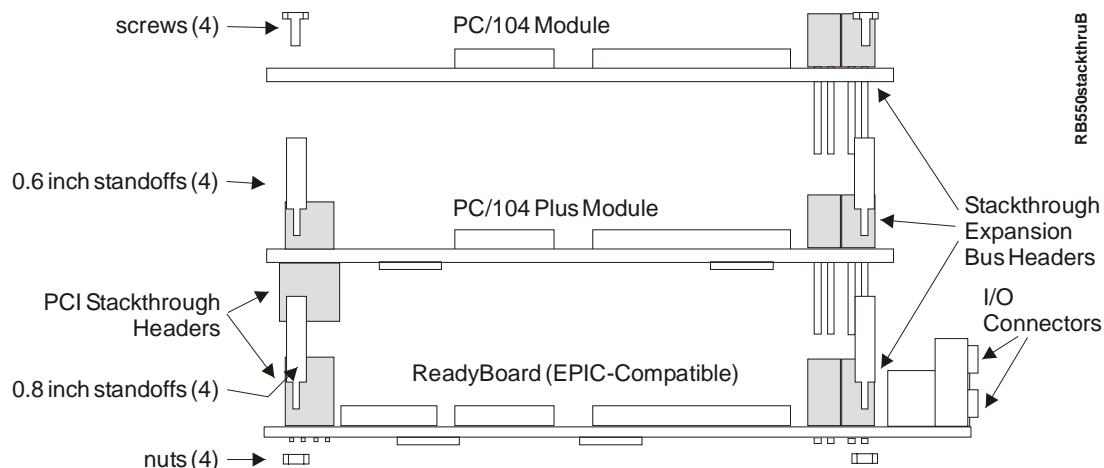 screws (4)
PC/104 Module
RB550stackthruB
0.6 inch standoffs (4)
PC/104 Plus Module
Stackthrough
Expansion
Bus Headers
PCI Stackthrough
Headers
I/O
Connectors
0.8 inch standoffs (4)
ReadyBoard (EPIC-Compatible)
nuts (4)